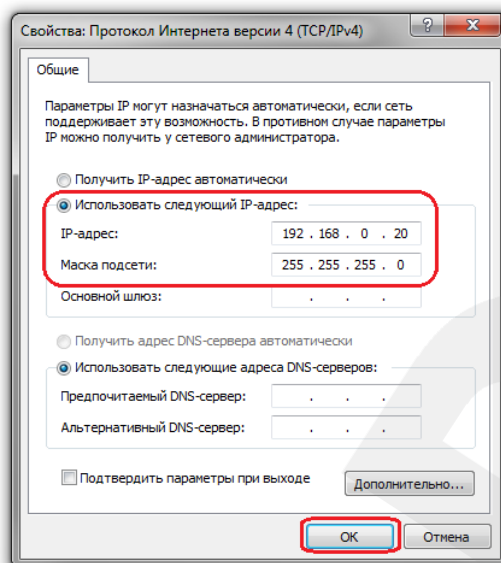 Свойства: Протокол Интернета версии 4 (TCP/IPv4)
Общие
Параметры IP могут назначаться автоматически, если сеть
поддерживает эту возможность. В противном случае параметры
IP можно получить у сетевого администратора.
Получить IP-адрес автоматически
Использовать следующий IP-адрес:
IP-адрес: 192 . 168 . 0 . 20
Маска подсети: 255 . 255 . 255 . 0
Основной шлюз: . . .
Получить адрес DNS-сервера автоматически
Использовать следующие адреса DNS-серверов:
Предпочитаемый DNS-сервер: . . .
Альтернативный DNS-сервер: . . .
Подтвердить параметры при выходе
Дополнительно...
ОК Отмена